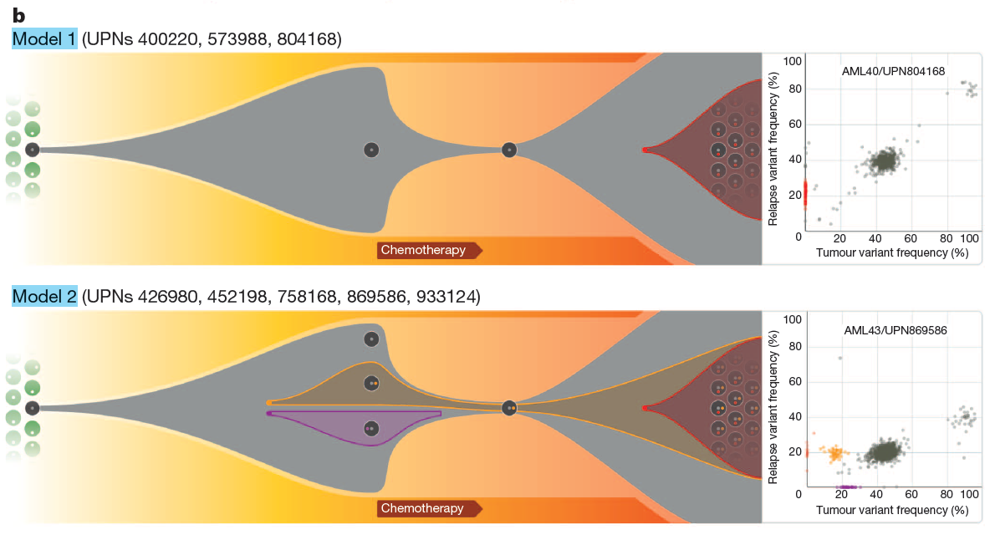 b
Model 1 (UPNs 400220, 573988, 804168)
Chemotherapy
AML40/UPN804168
Relapse variant frequency (%)
100
80
60
40
20
0
20 40 60 80 100
Tumour variant frequency (%)
Model 2 (UPNs 426980, 452198, 758168, 869586, 933124)
Chemotherapy
AML43/UPN869586
Relapse variant frequency (%)
100
80
60
40
20
0
20 40 60 80 100
Tumour variant frequency (%)